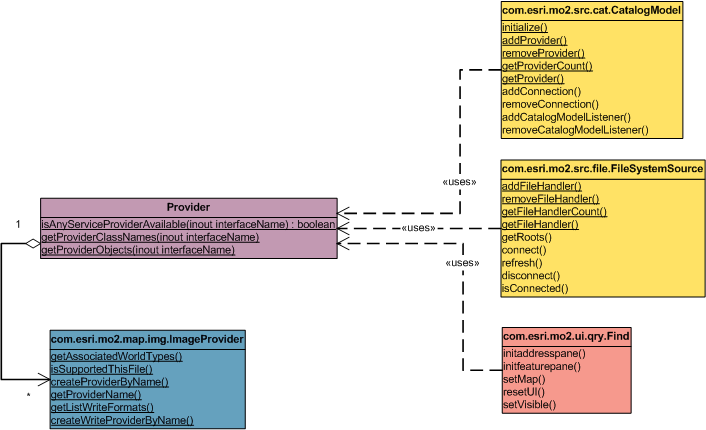 com.esri.mo2.src.cat.CatalogModel
initialize()
addProvider()
removeProvider()
getProviderCount()
getProvider()
addConnection()
removeConnection()
addCatalogModelListener()
removeCatalogModelListener()
«uses»
com.esri.mo2.src.file.FileSystemSource
addFileHandler()
removeFileHandler()
getFileHandlerCount()
getFileHandler()
getRoots()
connect()
refresh()
disconnect()
isConnected()
«uses»
1
Provider
isAnyServiceProviderAvailable(inout interfaceName) : boolean
getProviderClassNames(inout interfaceName)
getProviderObjects(inout interfaceName)
«uses»
com.esri.mo2.ui.qry.Find
initaddresspane()
initfeaturepane()
setMap()
resetUI()
setVisible()
com.esri.mo2.map.img.ImageProvider
getAssociatedWorldTypes()
isSupportedThisFile()
createProviderByName()
getProviderName()
getListWriteFormats()
createWriteProviderByName()
*